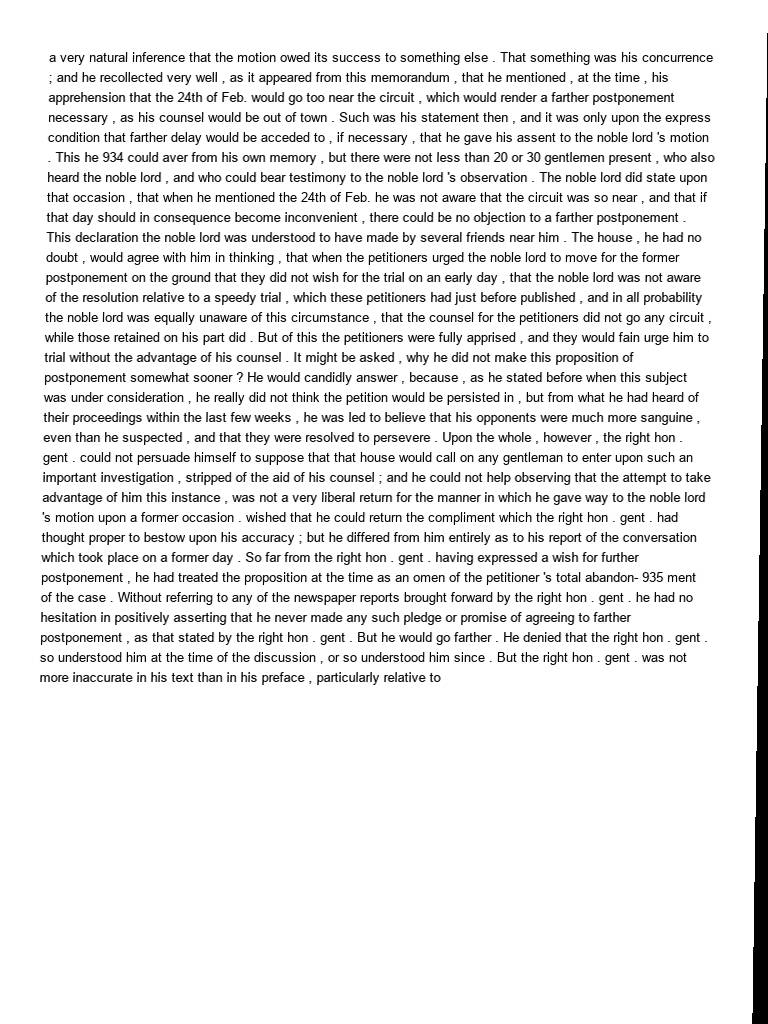 a very natural inference that the motion owed its success to something else . That something was his concurrence
; and he recollected very well , as it appeared from this memorandum , that he mentioned , at the time , his
apprehension that the 24th of Feb. would go too near the circuit , which would render a farther postponement
necessary , as his counsel would be out of town . Such was his statement then , and it was only upon the express
condition that farther delay would be acceded to , if necessary , that he gave his assent to the noble lord 's motion
. This he 934 could aver from his own memory , but there were not less than 20 or 30 gentlemen present , who also
heard the noble lord , and who could bear testimony to the noble lord 's observation . The noble lord did state upon
that occasion , that when he mentioned the 24th of Feb. he was not aware that the circuit was so near , and that if
that day should in consequence become inconvenient , there could be no objection to a farther postponement .
This declaration the noble lord was understood to have made by several friends near him . The house , he had no
doubt , would agree with him in thinking , that when the petitioners urged the noble lord to move for the former
postponement on the ground that they did not wish for the trial on an early day , that the noble lord was not aware
of the resolution relative to a speedy trial , which these petitioners had just before published , and in all probability
the noble lord was equally unaware of this circumstance , that the counsel for the petitioners did not go any circuit ,
while those retained on his part did . But of this the petitioners were fully apprised , and they would fain urge him to
trial without the advantage of his counsel . It might be asked , why he did not make this proposition of
postponement somewhat sooner ? He would candidly answer , because , as he stated before when this subject
was under consideration , he really did not think the petition would be persisted in , but from what he had heard of
their proceedings within the last few weeks , he was led to believe that his opponents were much more sanguine ,
even than he suspected , and that they were resolved to persevere . Upon the whole , however , the right hon .
gent . could not persuade himself to suppose that that house would call on any gentleman to enter upon such an
important investigation , stripped of the aid of his counsel ; and he could not help observing that the attempt to take
advantage of him this instance , was not a very liberal return for the manner in which he gave way to the noble lord
's motion upon a former occasion . wished that he could return the compliment which the right hon . gent . had
thought proper to bestow upon his accuracy ; but he differed from him entirely as to his report of the conversation
which took place on a former day . So far from the right hon . gent . having expressed a wish for further
postponement , he had treated the proposition at the time as an omen of the petitioner 's total abandon- 935 ment
of the case . Without referring to any of the newspaper reports brought forward by the right hon . gent . he had no
hesitation in positively asserting that he never made any such pledge or promise of agreeing to farther
postponement , as that stated by the right hon . gent . But he would go farther . He denied that the right hon . gent .
so understood him at the time of the discussion , or so understood him since . But the right hon . gent . was not
more inaccurate in his text than in his preface , particularly relative to